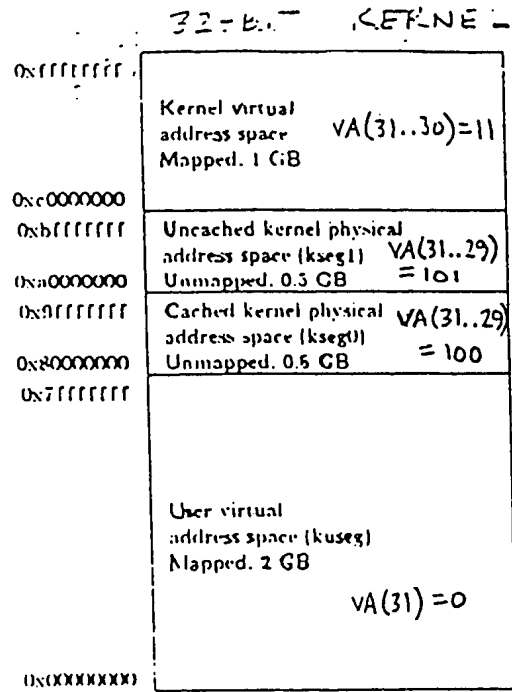 32-BIT KERNEL
0xffffffff
Kernel virtual
address space VA(31..30)=11
Mapped. 1 GB
0xc0000000
0xbfffffff
Uncached kernel physical
address space (kseg1) VA(31..29)
0xa0000000
Unmapped. 0.5 GB = 101
0x9fffffff
Cached kernel physical
address space (kseg0) VA(31..29)
0x80000000
Unmapped. 0.5 GB = 100
0x7fffffff
User virtual
address space (kuseg)
Mapped. 2 GB
VA(31)=0
0x00000000